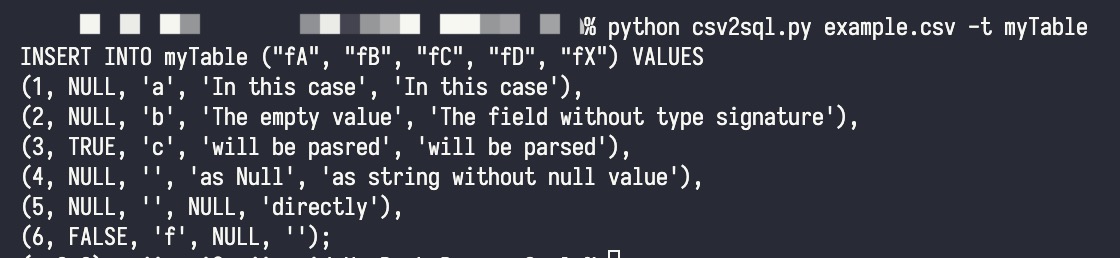 % python csv2sql.py example.csv -t myTable
INSERT INTO myTable ("fA", "fB", "fC", "fD", "fX") VALUES
(1, NULL, 'a', 'In this case', 'In this case'),
(2, NULL, 'b', 'The empty value', 'The field without type signature'),
(3, TRUE, 'c', 'will be pasred', 'will be parsed'),
(4, NULL, '', 'as Null', 'as string without null value'),
(5, NULL, '', NULL, 'directly'),
(6, FALSE, 'f', NULL, '');